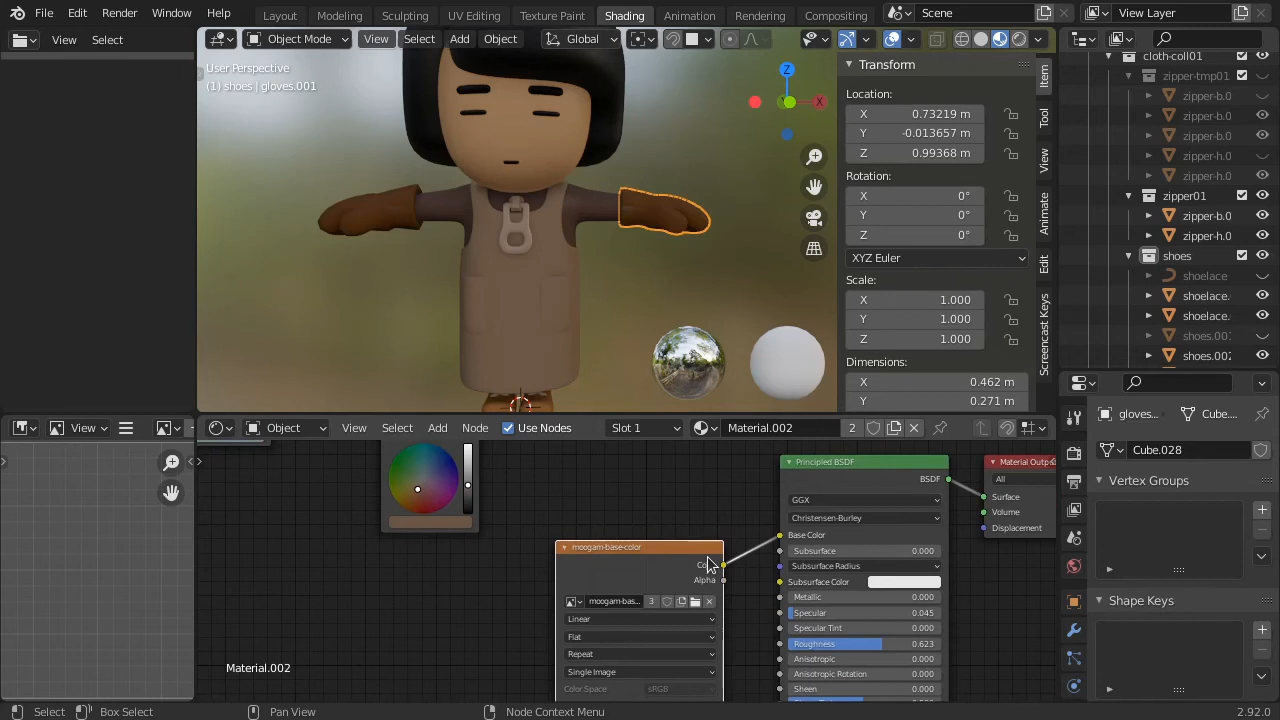 File Edit Render Window Help Layout Modeling Sculpting UV Editing Texture Paint Shading Animation Rendering Compositing Scene View Layer
View Select Object Mode View Select Add Object Global
User Perspective
(1) shoes | gloves.001
Z
X
Transform
Location:
X 0.73219 m
Y -0.013657 m
Z 0.99368 m
Rotation:
X 0°
Y 0°
Z 0°
XYZ Euler
Scale:
X 1.000
Y 1.000
Z 1.000
Dimensions:
X 0.462 m
Y 0.271 m
Item
Tool
View
Animate
Edit
Screencast Keys
cloth-coll01
zipper-tmp01
zipper-b.0
zipper-b.0
zipper-b.0
zipper-h.0
zipper-h.0
zipper01
zipper-b.0
zipper-h.0
shoes
shoelace
shoelace.
shoelace.
shoes.00
shoes.002
View Object View Select Add Node Use Nodes Slot 1 Material.002 2
moogam-base-color
Alpha
moogam-bas... 3
Linear
Flat
Repeat
Single Image
Color Space sRGB
Material.002
Principled BSDF
BSDF
GGX
Christensen-Burley
Base Color
Subsurface 0.000
Subsurface Radius
Subsurface Color
Metallic 0.000
Specular 0.045
Specular Tint 0.000
Roughness 0.623
Anisotropic 0.000
Anisotropic Rotation 0.000
Sheen 0.000
Material Outp
All
Surface
Volume
Displacement
gloves... Cube....
Cube.028
Vertex Groups
Shape Keys
Select Box Select Pan View Node Context Menu 2.92.0